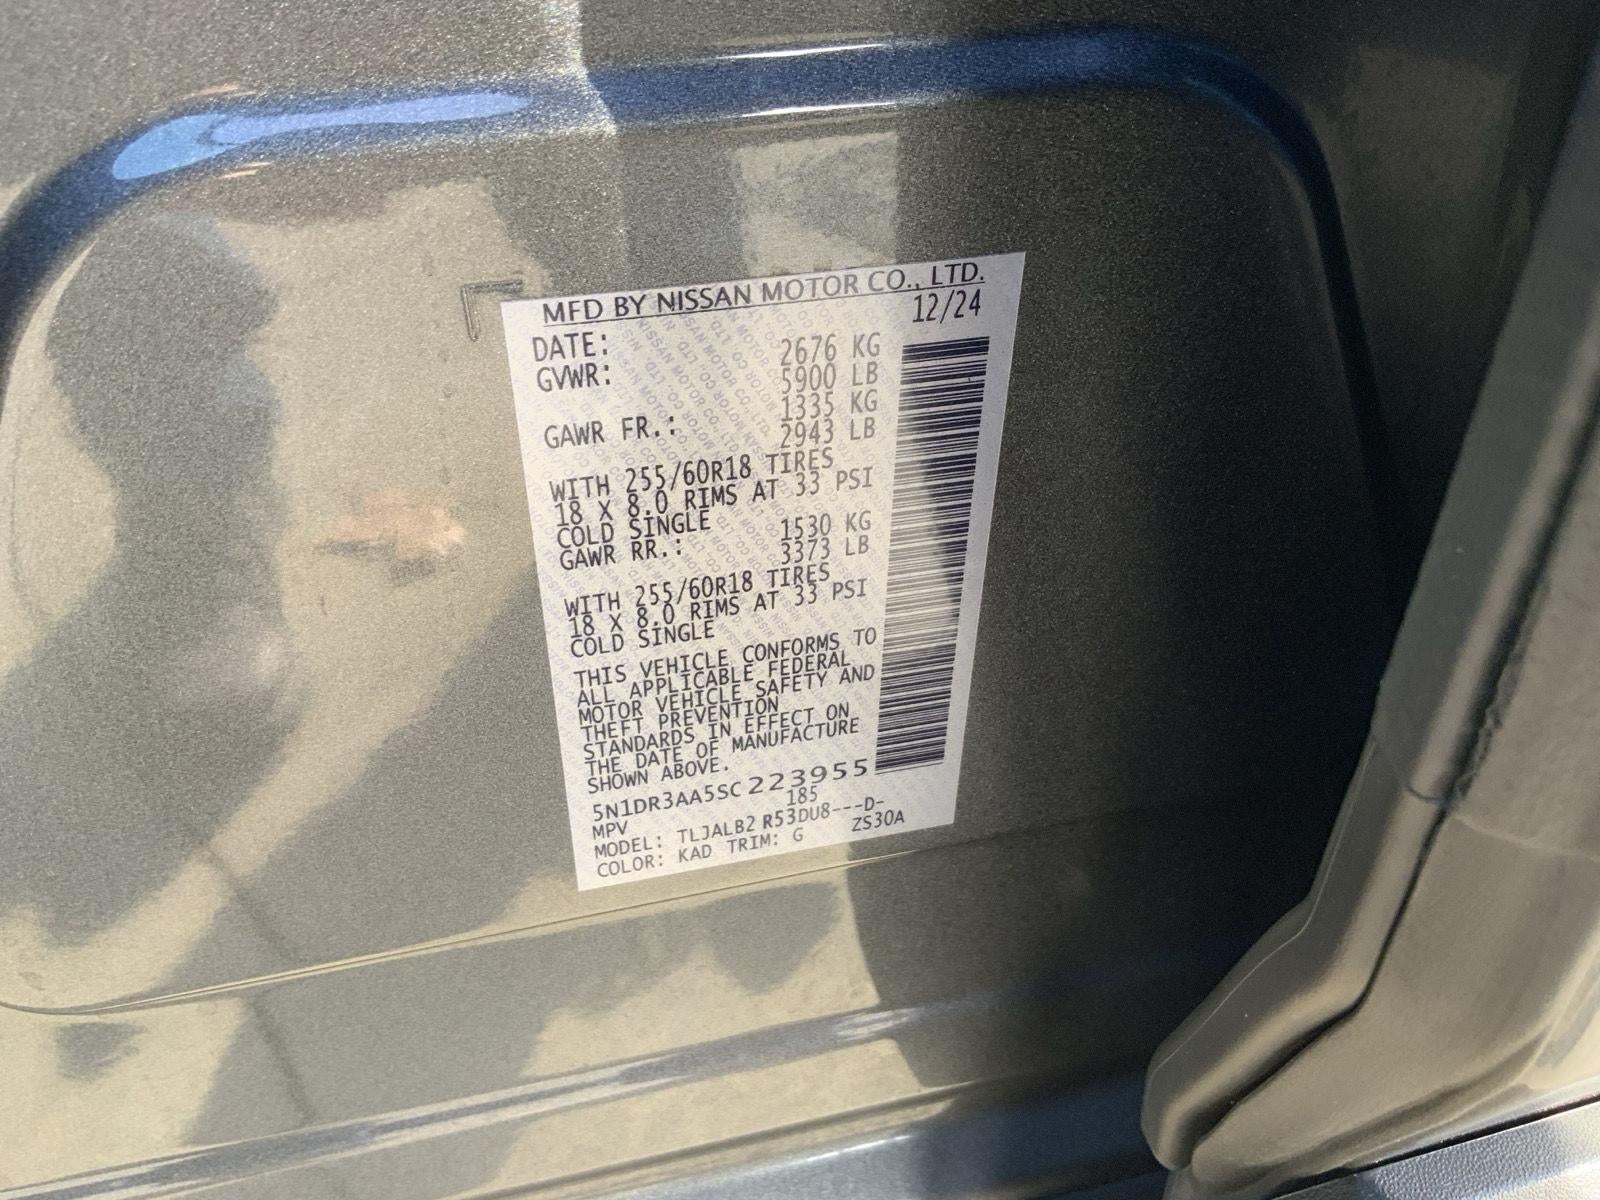 MFD BY NISSAN MOTOR CO., LTD.
DATE: 12/24
GVWR: 2676 KG
5900 LB
GAWR FR.: 1335 KG
2943 LB
WITH 255/60R18 TIRES
18 X 8.0 RIMS AT 33 PSI
COLD SINGLE
GAWR RR.: 1530 KG
3373 LB
WITH 255/60R18 TIRES
18 X 8.0 RIMS AT 33 PSI
COLD SINGLE
THIS VEHICLE CONFORMS TO
ALL APPLICABLE FEDERAL
MOTOR VEHICLE SAFETY AND
THEFT PREVENTION
STANDARDS IN EFFECT ON
THE DATE OF MANUFACTURE
SHOWN ABOVE.
5N1DR3AA5SC223955
MPV 185
MODEL: TLJALB2 R53DU8---D-
COLOR: KAD TRIM: G ZS30A